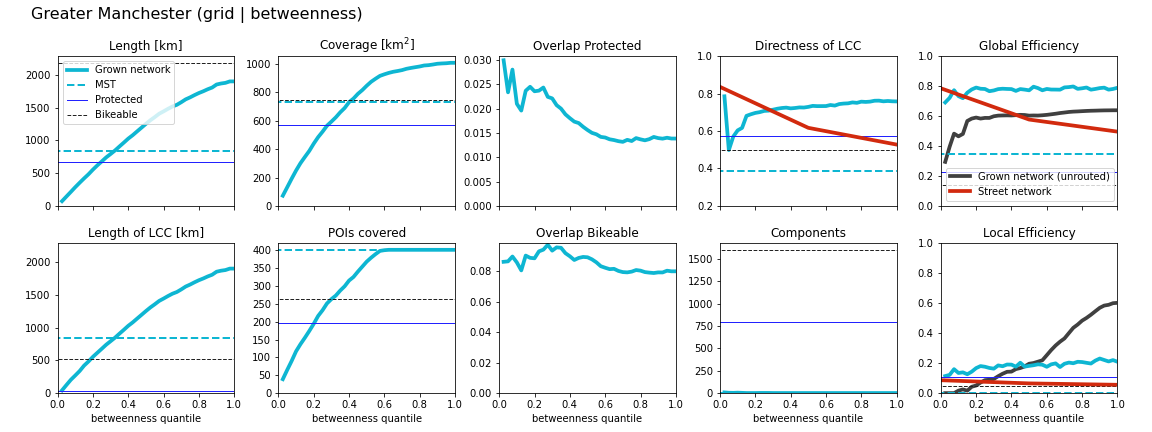 Greater Manchester (grid | betweenness)
Length [km]
2000
1500
1000
500
0
Grown network
MST
Protected
Bikeable
Coverage [km²]
1000
800
600
400
200
0
Overlap Protected
0.030
0.025
0.020
0.015
0.010
0.005
0.000
Directness of LCC
1.0
0.8
0.6
0.4
0.2
Global Efficiency
1.0
0.8
0.6
0.4
0.2
0.0
Grown network (unrouted)
Street network
Length of LCC [km]
2000
1500
1000
500
0
0.0 0.2 0.4 0.6 0.8 1.0
betweenness quantile
POIs covered
400
350
300
250
200
150
100
50
0
0.0 0.2 0.4 0.6 0.8 1.0
betweenness quantile
Overlap Bikeable
0.08
0.06
0.04
0.02
0.00
0.0 0.2 0.4 0.6 0.8 1.0
betweenness quantile
Components
1500
1250
1000
750
500
250
0
0.0 0.2 0.4 0.6 0.8 1.0
betweenness quantile
Local Efficiency
1.0
0.8
0.6
0.4
0.2
0.0
0.0 0.2 0.4 0.6 0.8 1.0
betweenness quantile